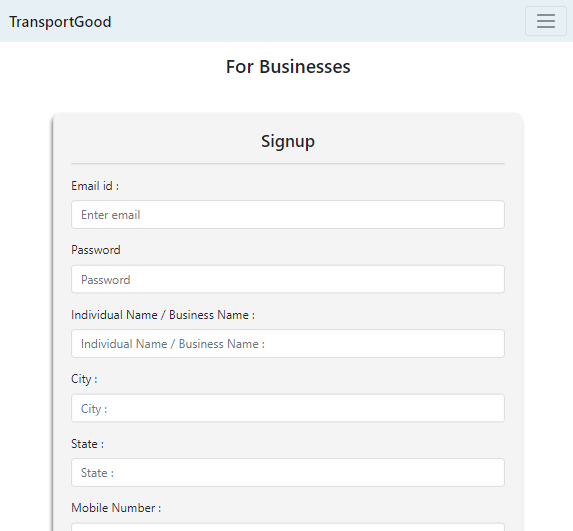 TransportGood
For Businesses
Signup
Email id :
Enter email
Password
Password
Individual Name / Business Name :
Individual Name / Business Name :
City :
City :
State :
State :
Mobile Number :